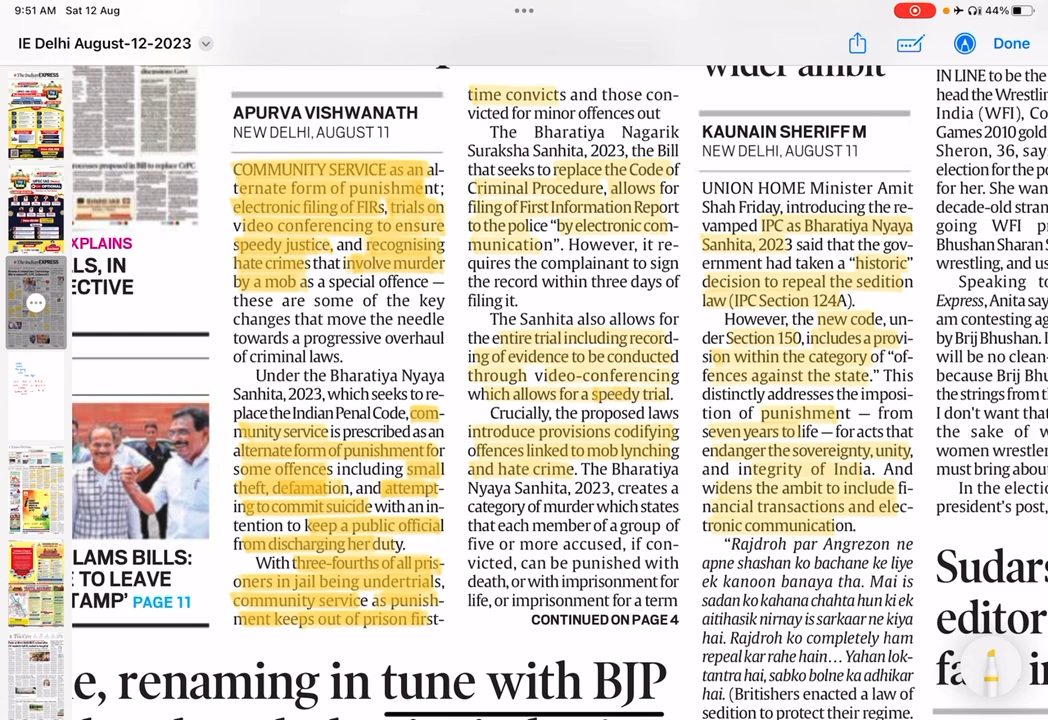 9:51 AM Sat 12 Aug
44%
IE Delhi August-12-2023
Done
XPLAINS
LS, IN
ECTIVE
LAMS BILLS:
TO LEAVE
TAMP’ PAGE 11
APURVA VISHWANATH
NEW DELHI, AUGUST 11
COMMUNITY SERVICE as an al-
ternate form of punishment;
electronic filing of FIRs, trials on
video conferencing to ensure
speedy justice, and recognising
hate crimes that involve murder
by a mob as a special offence —
these are some of the key
changes that move the needle
towards a progressive overhaul
of criminal laws.
Under the Bharatiya Nyaya
Sanhita, 2023, which seeks to re-
place the Indian Penal Code, com-
munity service is prescribed as an
alternate form of punishment for
some offences including small
theft, defamation, and attempt-
ing to commit suicide with an in-
tention to keep a public official
from discharging her duty.
With three-fourths of all pris-
oners in jail being undertrials,
community service as punish-
ment keeps out of prison first-
time convicts and those con-
victed for minor offences out
The Bharatiya Nagarik
Suraksha Sanhita, 2023, the Bill
that seeks to replace the Code of
Criminal Procedure, allows for
filing of First Information Report
to the police “by electronic com-
munication”. However, it re-
quires the complainant to sign
the record within three days of
filing it.
The Sanhita also allows for
the entire trial including record-
ing of evidence to be conducted
through video-conferencing
which allows for a speedy trial.
Crucially, the proposed laws
introduce provisions codifying
offences linked to mob lynching
and hate crime. The Bharatiya
Nyaya Sanhita, 2023, creates a
category of murder which states
that each member of a group of
five or more accused, if con-
victed, can be punished with
death, or with imprisonment for
life, or imprisonment for a term
CONTINUED ON PAGE 4
wider ambit
KAUNAIN SHERIFF M
NEW DELHI, AUGUST 11
UNION HOME Minister Amit
Shah Friday, introducing the re-
vamped IPC as Bharatiya Nyaya
Sanhita, 2023 said that the gov-
ernment had taken a “historic”
decision to repeal the sedition
law (IPC Section 124A).
However, the new code, un-
der Section 150, includes a provi-
sion within the category of “of-
fences against the state.” This
distinctly addresses the imposi-
tion of punishment — from
seven years to life — for acts that
endanger the sovereignty, unity,
and integrity of India. And
widens the ambit to include fi-
nancial transactions and elec-
tronic communication.
“Rajdroh par Angrezon ne
apne shashan ko bachane ke liye
ek kanoon banaya tha. Mai is
sadan ko kahana chahta hun ki ek
aitihasik nirnay is sarkaar ne kiya
hai. Rajdroh ko completely ham
repeal kar rahe hain… Yahan lok-
tantra hai, sabko bolne ka adhikar
hai. (Britishers enacted a law of
sedition to protect their regime.
IN LINE to be the
head the Wrestlin
India (WFI), Co
Games 2010 gold
Sheron, 36, say
election for the po
for her. She wan
decade-old stran
going WFI pr
Bhushan Sharan S
wrestling, and us
Speaking to
Express, Anita say
am contesting ag
by Brij Bhushan. I
will be no clean-
because Brij Bhu
the strings from t
I don't want that
the sake of w
women wrestler
must bring about
In the electio
president's post,
Sudars
editor
fa in
e, renaming in tune with BJP